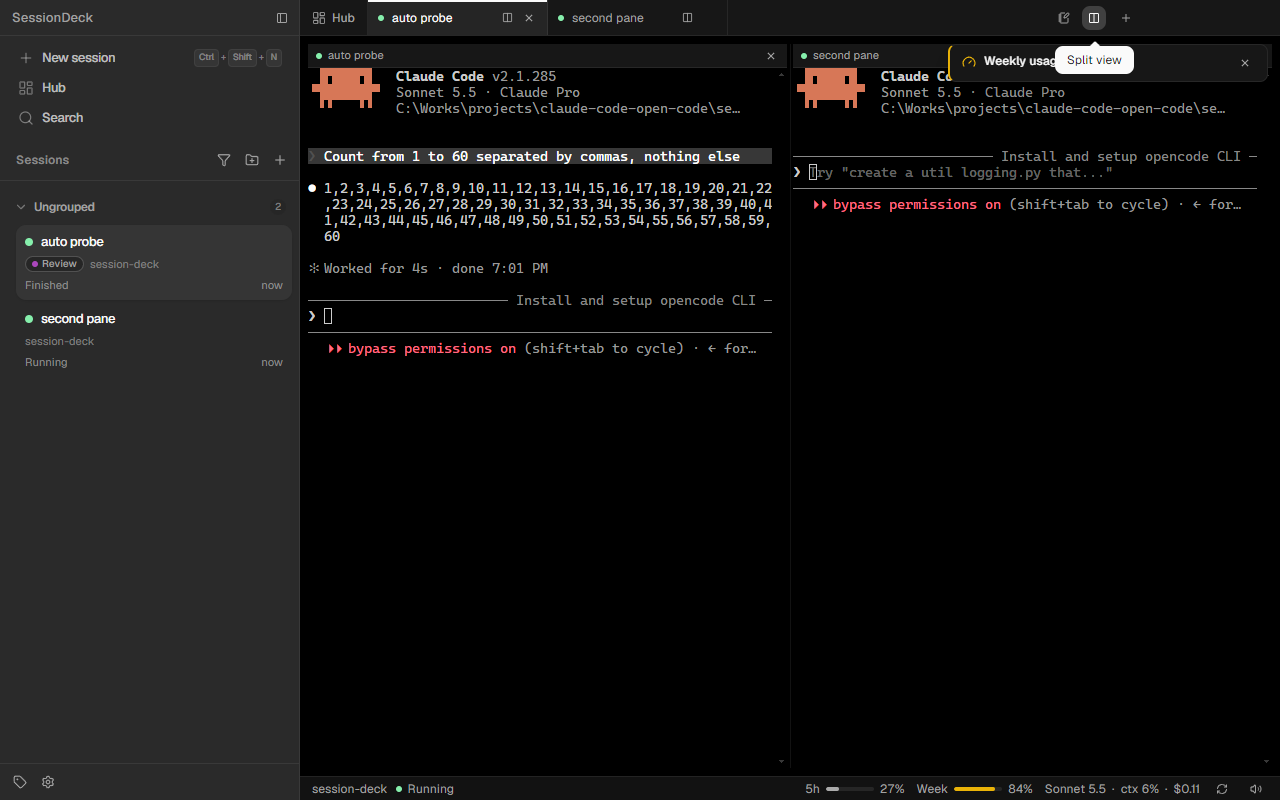 SessionDeck
New session
Ctrl + Shift + N
Hub
Search
Sessions
Ungrouped
2
auto probe
Review
session-deck
Finished
now
second pane
session-deck
Running
now
Hub
auto probe
second pane
Split view
Weekly usag
auto probe
Claude Code v2.1.285
Sonnet 5.5 · Claude Pro
C:\Works\projects\claude-code-open-code\se…
❯ Count from 1 to 60 separated by commas, nothing else
● 1,2,3,4,5,6,7,8,9,10,11,12,13,14,15,16,17,18,19,20,21,22
,23,24,25,26,27,28,29,30,31,32,33,34,35,36,37,38,39,40,4
1,42,43,44,45,46,47,48,49,50,51,52,53,54,55,56,57,58,59,
60
✻ Worked for 4s · done 7:01 PM
Install and setup opencode CLI
❯
⏵⏵ bypass permissions on (shift+tab to cycle) · ← for…
second pane
Claude Co
Sonnet 5.5 · Claude Pro
C:\Works\projects\claude-code-open-code\se…
Install and setup opencode CLI
❯ Try "create a util logging.py that..."
⏵⏵ bypass permissions on (shift+tab to cycle) · ← for…
session-deck
Running
5h 27%
Week 84%
Sonnet 5.5 · ctx 6% · $0.11